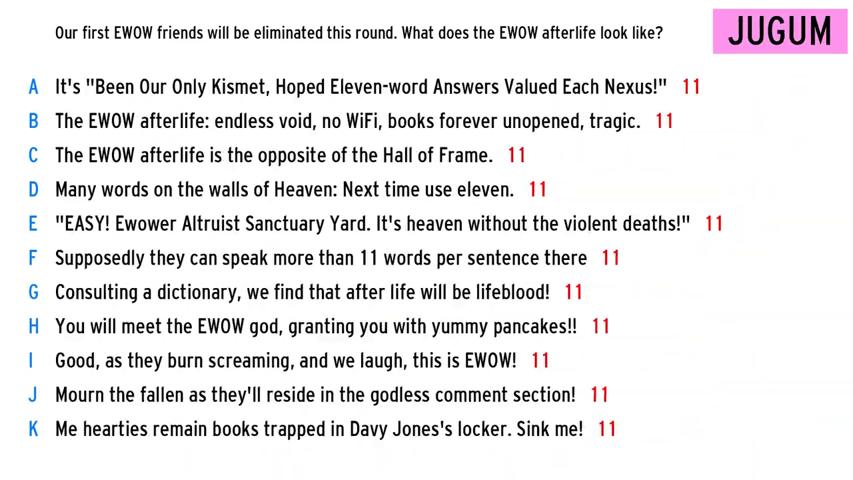 Our first EWOW friends will be eliminated this round. What does the EWOW afterlife look like?
JUGUM
A It's "Been Our Only Kismet, Hoped Eleven-word Answers Valued Each Nexus!" 11
B The EWOW afterlife: endless void, no WiFi, books forever unopened, tragic. 11
C The EWOW afterlife is the opposite of the Hall of Frame. 11
D Many words on the walls of Heaven: Next time use eleven. 11
E "EASY! Ewower Altruist Sanctuary Yard. It's heaven without the violent deaths!" 11
F Supposedly they can speak more than 11 words per sentence there 11
G Consulting a dictionary, we find that after life will be lifeblood! 11
H You will meet the EWOW god, granting you with yummy pancakes!! 11
I Good, as they burn screaming, and we laugh, this is EWOW! 11
J Mourn the fallen as they'll reside in the godless comment section! 11
K Me hearties remain books trapped in Davy Jones's locker. Sink me! 11